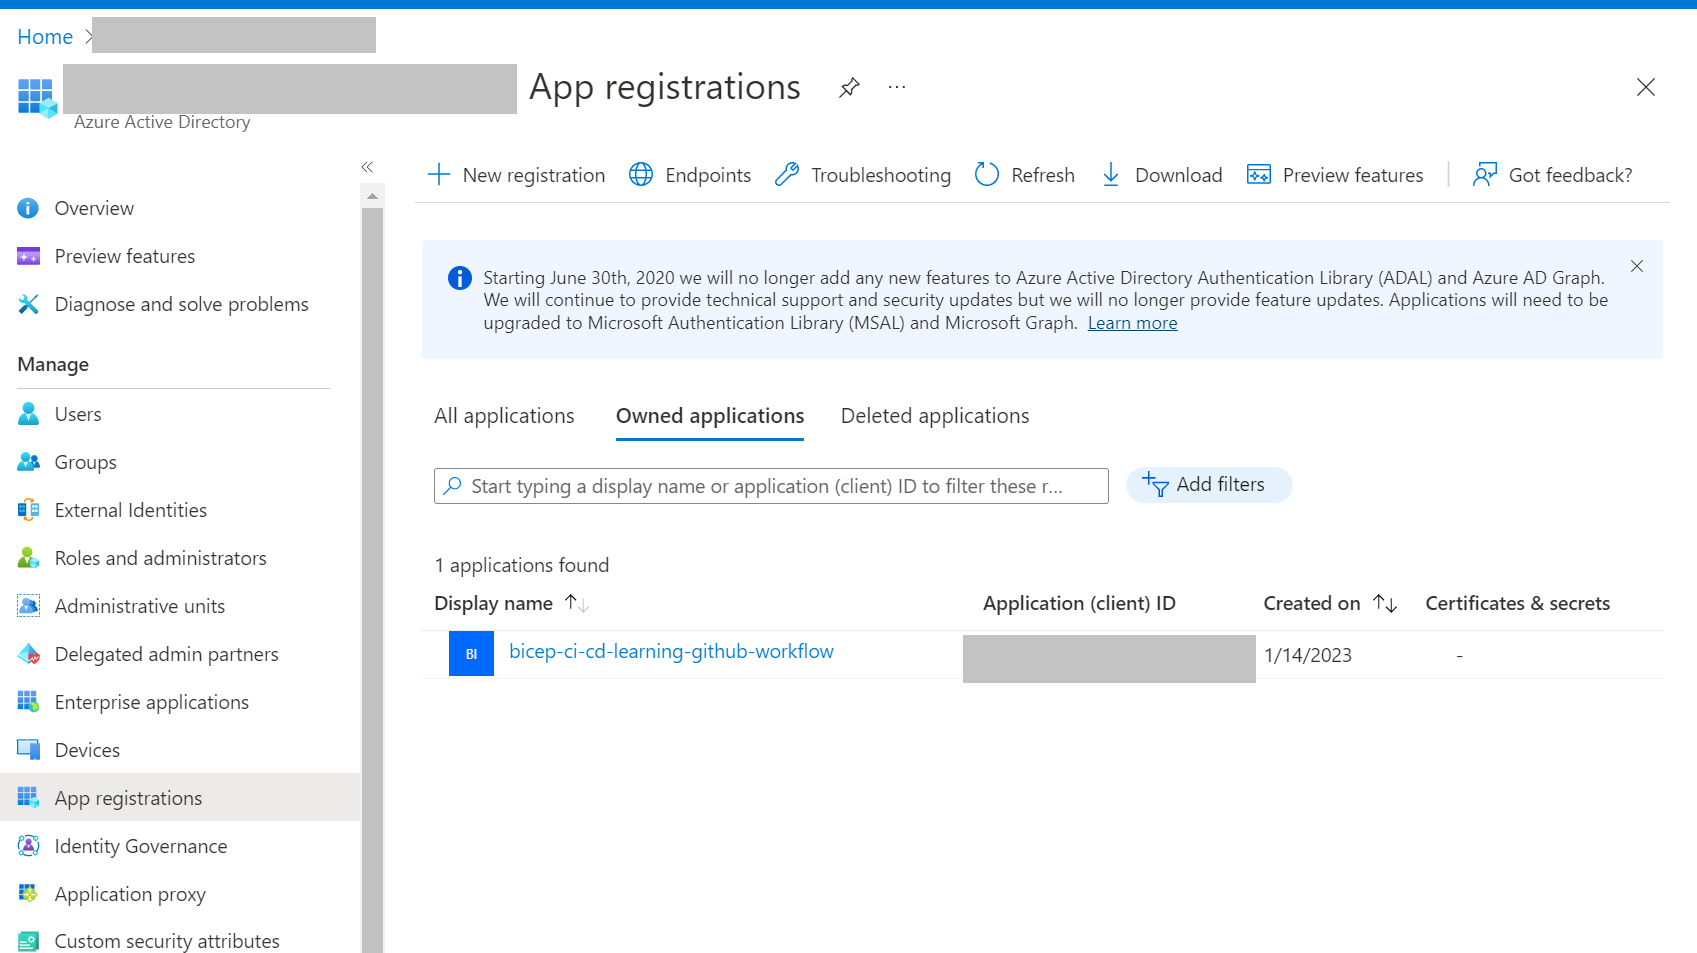 Home
App registrations
Azure Active Directory
Overview
Preview features
Diagnose and solve problems
Manage
Users
Groups
External Identities
Roles and administrators
Administrative units
Delegated admin partners
Enterprise applications
Devices
App registrations
Identity Governance
Application proxy
Custom security attributes
New registration Endpoints Troubleshooting Refresh Download Preview features Got feedback?
Starting June 30th, 2020 we will no longer add any new features to Azure Active Directory Authentication Library (ADAL) and Azure AD Graph.
We will continue to provide technical support and security updates but we will no longer provide feature updates. Applications will need to be
upgraded to Microsoft Authentication Library (MSAL) and Microsoft Graph. Learn more
All applications Owned applications Deleted applications
Start typing a display name or application (client) ID to filter these r... Add filters
1 applications found
Display name Application (client) ID Created on Certificates & secrets
BI bicep-ci-cd-learning-github-workflow 1/14/2023 -